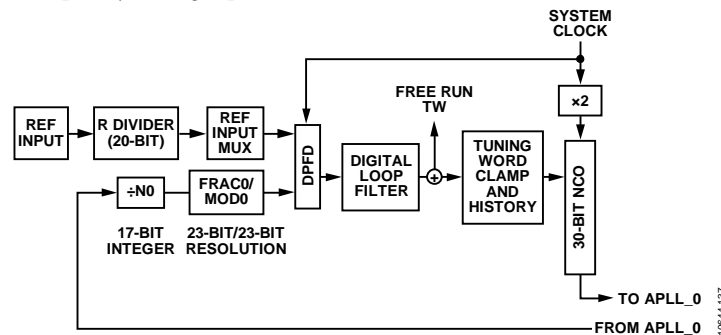 SYSTEM
CLOCK
FREE RUN
TW
×2
REF
INPUT
R DIVIDER
(20-BIT)
REF
INPUT
MUX
DPFD
DIGITAL
LOOP
FILTER
+
TUNING
WORD
CLAMP
AND
HISTORY
30-BIT NCO
÷N0
FRAC0/
MOD0
17-BIT
INTEGER
23-BIT/23-BIT
RESOLUTION
TO APLL_0
FROM APLL_0